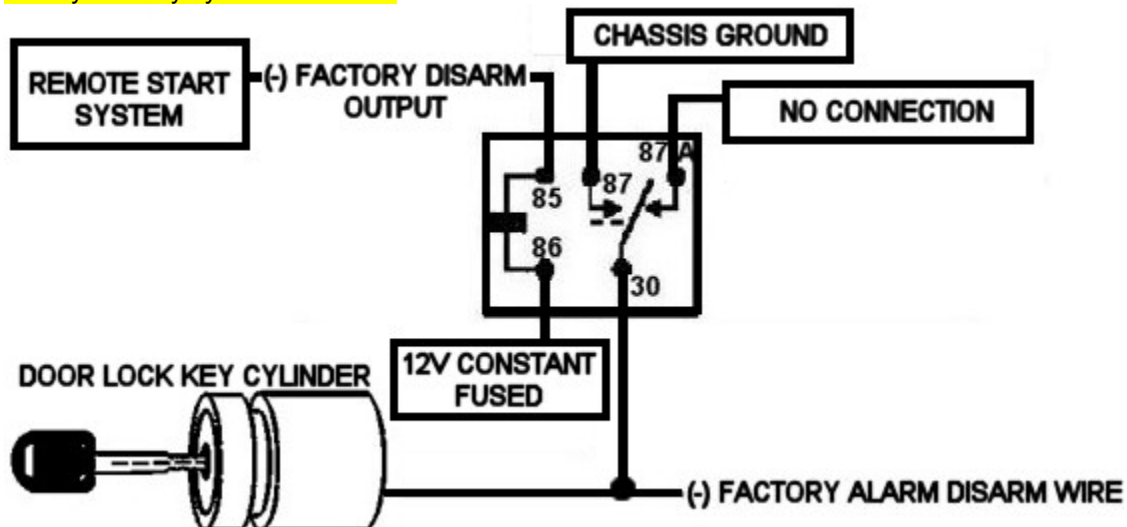 CHASSIS GROUND
REMOTE START
SYSTEM
(-) FACTORY DISARM
OUTPUT
NO CONNECTION
87A
87
85
86
30
12V CONSTANT
FUSED
DOOR LOCK KEY CYLINDER
(-) FACTORY ALARM DISARM WIRE